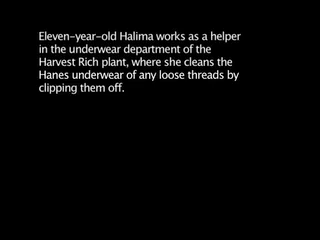 Eleven-year-old Halima works as a helper
in the underwear department of the
Harvest Rich plant, where she cleans the
Hanes underwear of any loose threads by
clipping them off.